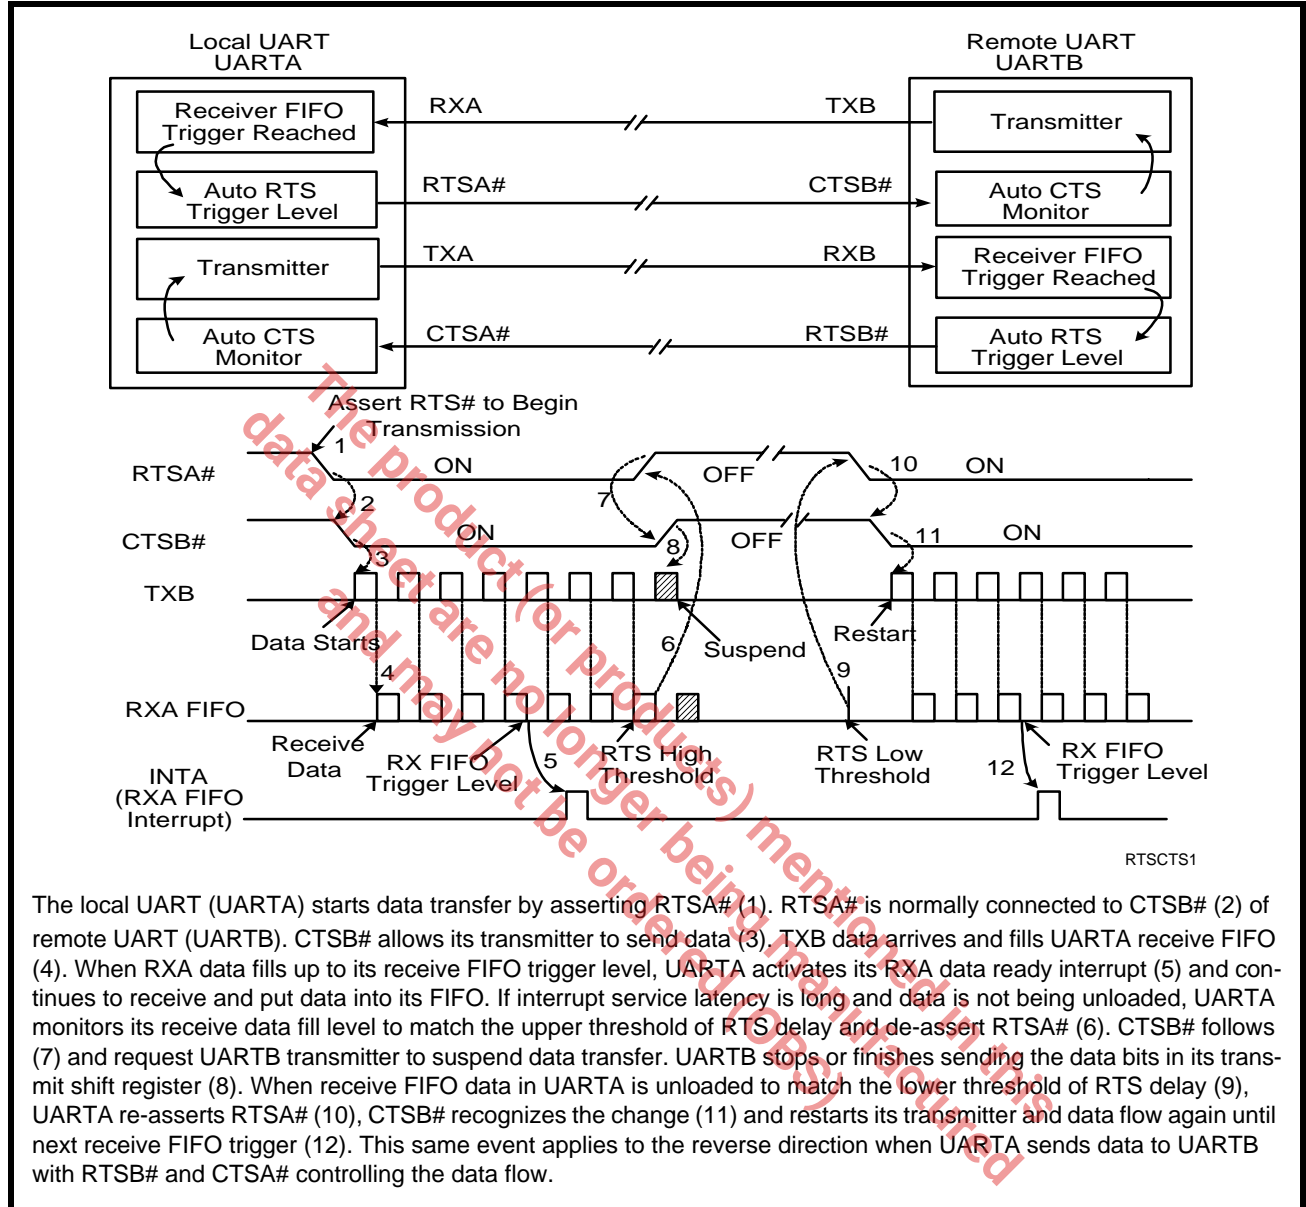 Local UART
UARTA
Remote UART
UARTB
Receiver FIFO
Trigger Reached
RXA
TXB
Transmitter
Auto RTS
Trigger Level
RTSA#
CTSB#
Auto CTS
Monitor
Transmitter
TXA
RXB
Receiver FIFO
Trigger Reached
Auto CTS
Monitor
CTSA#
RTSB#
Auto RTS
Trigger Level
Assert RTS# to Begin
Transmission
1
RTSA#
ON
7
OFF
10
ON
2
CTSB#
ON
8
OFF
11
ON
3
TXB
Data Starts
6
Suspend
Restart
4
9
RXA FIFO
Receive
Data
RX FIFO
Trigger Level
5
RTS High
Threshold
RTS Low
Threshold
12
RX FIFO
Trigger Level
INTA
(RXA FIFO
Interrupt)
RTSCTS1
The local UART (UARTA) starts data transfer by asserting RTSA# (1). RTSA# is normally connected to CTSB# (2) of
remote UART (UARTB). CTSB# allows its transmitter to send data (3). TXB data arrives and fills UARTA receive FIFO
(4). When RXA data fills up to its receive FIFO trigger level, UARTA activates its RXA data ready interrupt (5) and con-
tinues to receive and put data into its FIFO. If interrupt service latency is long and data is not being unloaded, UARTA
monitors its receive data fill level to match the upper threshold of RTS delay and de-assert RTSA# (6). CTSB# follows
(7) and request UARTB transmitter to suspend data transfer. UARTB stops or finishes sending the data bits in its trans-
mit shift register (8). When receive FIFO data in UARTA is unloaded to match the lower threshold of RTS delay (9),
UARTA re-asserts RTSA# (10), CTSB# recognizes the change (11) and restarts its transmitter and data flow again until
next receive FIFO trigger (12). This same event applies to the reverse direction when UARTA sends data to UARTB
with RTSB# and CTSA# controlling the data flow.
The product (or products) mentioned in this
data sheet are no longer being manufactured
and may not be ordered (OBS)